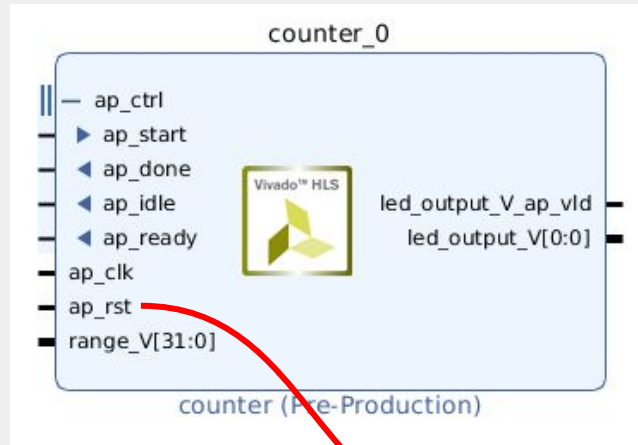 counter_0
ap_ctrl
ap_start
ap_done
ap_idle
ap_ready
ap_clk
ap_rst
range_V[31:0]
Vivado™ HLS
led_output_V_ap_vld
led_output_V[0:0]
counter (Pre-Production)